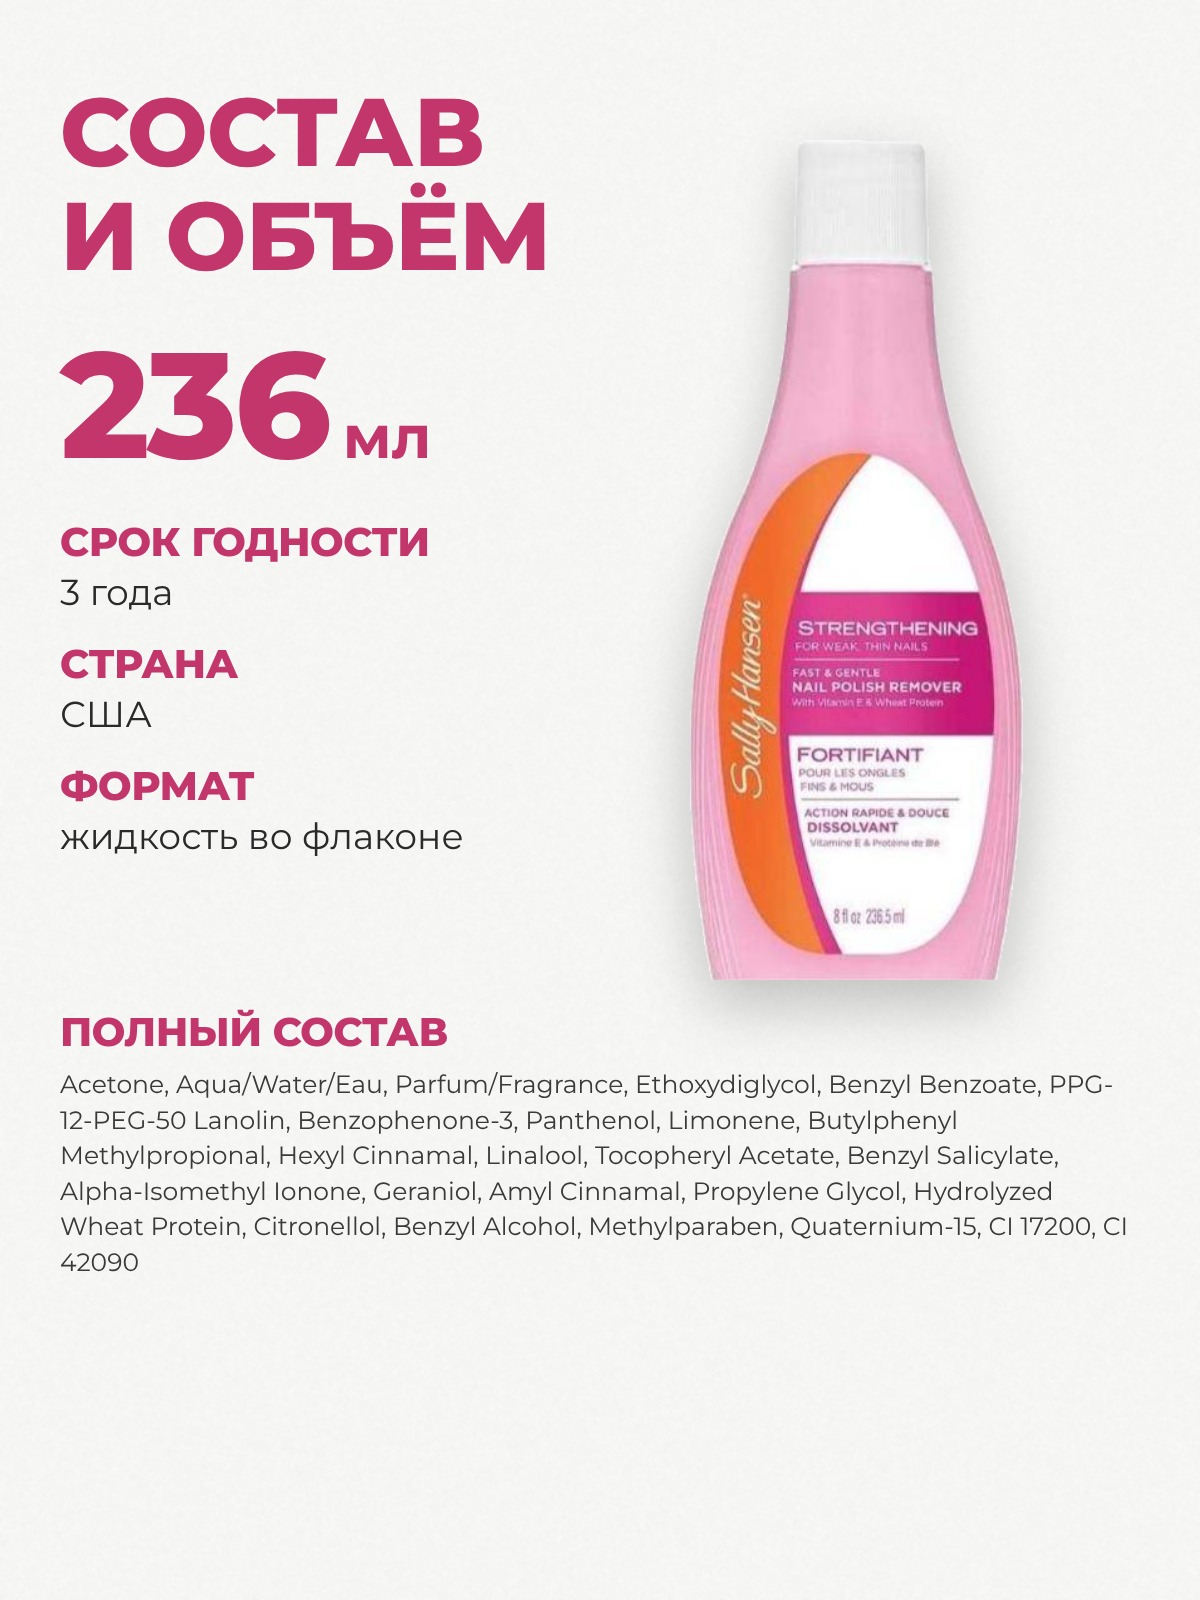 СОСТАВ
И ОБЪЁМ
236 мл
СРОК ГОДНОСТИ
3 года
СТРАНА
США
ФОРМАТ
жидкость во флаконе
Sally Hansen®
STRENGTHENING
FOR WEAK, THIN NAILS
FAST & GENTLE
NAIL POLISH REMOVER
With Vitamin E & Wheat Protein
FORTIFIANT
POUR LES ONGLES
FINS & MOUS
ACTION RAPIDE & DOUCE
DISSOLVANT
Vitamine E & Protéine de Blé
8 fl oz 236.5 ml
ПОЛНЫЙ СОСТАВ
Acetone, Aqua/Water/Eau, Parfum/Fragrance, Ethoxydiglycol, Benzyl Benzoate, PPG-
12-PEG-50 Lanolin, Benzophenone-3, Panthenol, Limonene, Butylphenyl
Methylpropional, Hexyl Cinnamal, Linalool, Tocopheryl Acetate, Benzyl Salicylate,
Alpha-Isomethyl Ionone, Geraniol, Amyl Cinnamal, Propylene Glycol, Hydrolyzed
Wheat Protein, Citronellol, Benzyl Alcohol, Methylparaben, Quaternium-15, CI 17200, CI
42090